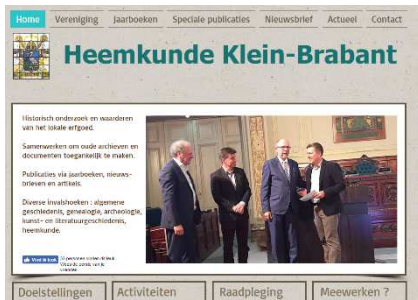 Home Vereniging Jaarboeken Speciale publicaties Nieuwsbrief Actueel Contact
Heemkunde Klein-Brabant
Historisch onderzoek en waarderen
van het lokale erfgoed.
Samenwerken om oude archieven en
documenten toegankelijk te maken.
Publicaties via jaarboeken, nieuws-
brieven en artikels.
Diverse invalshoeken : algemene
geschiedenis, genealogie, archeologie,
kunst- en literatuurgeschiedenis,
heemkunde.
Vind ik leuk
Doelstellingen Activiteiten Raadpleging Meewerken ?